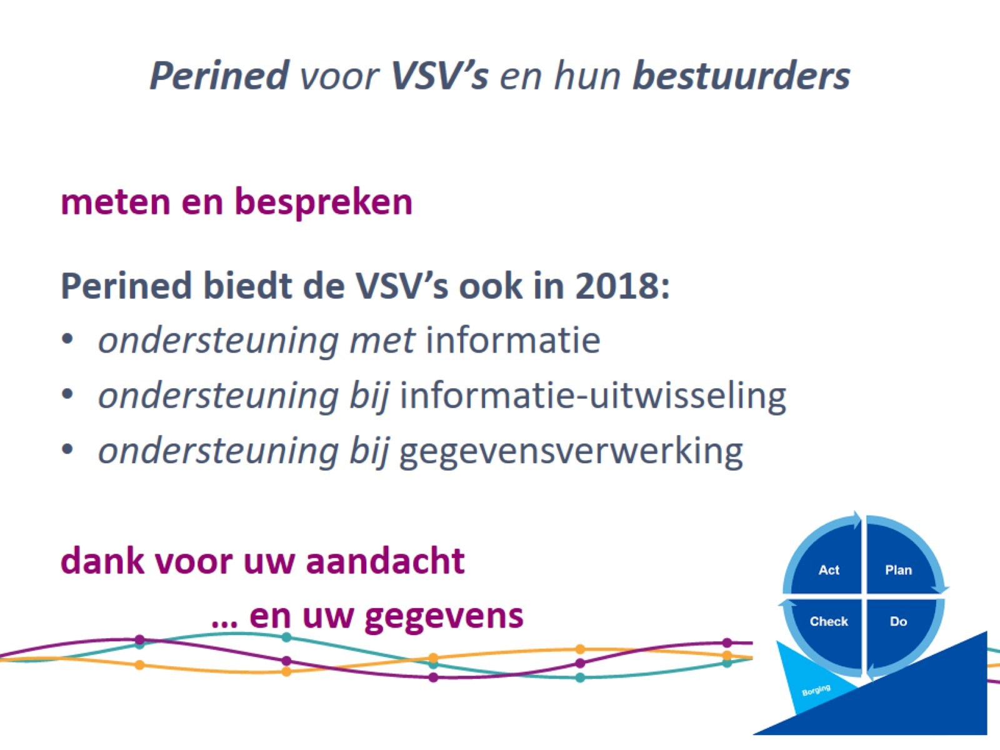 Perined voor VSV’s en hun bestuurders
meten en bespreken
Perined biedt de VSV’s ook in 2018:
• ondersteuning met informatie
• ondersteuning bij informatie-uitwisseling
• ondersteuning bij gegevensverwerking
dank voor uw aandacht
... en uw gegevens
Act
Plan
Check
Do
Borging